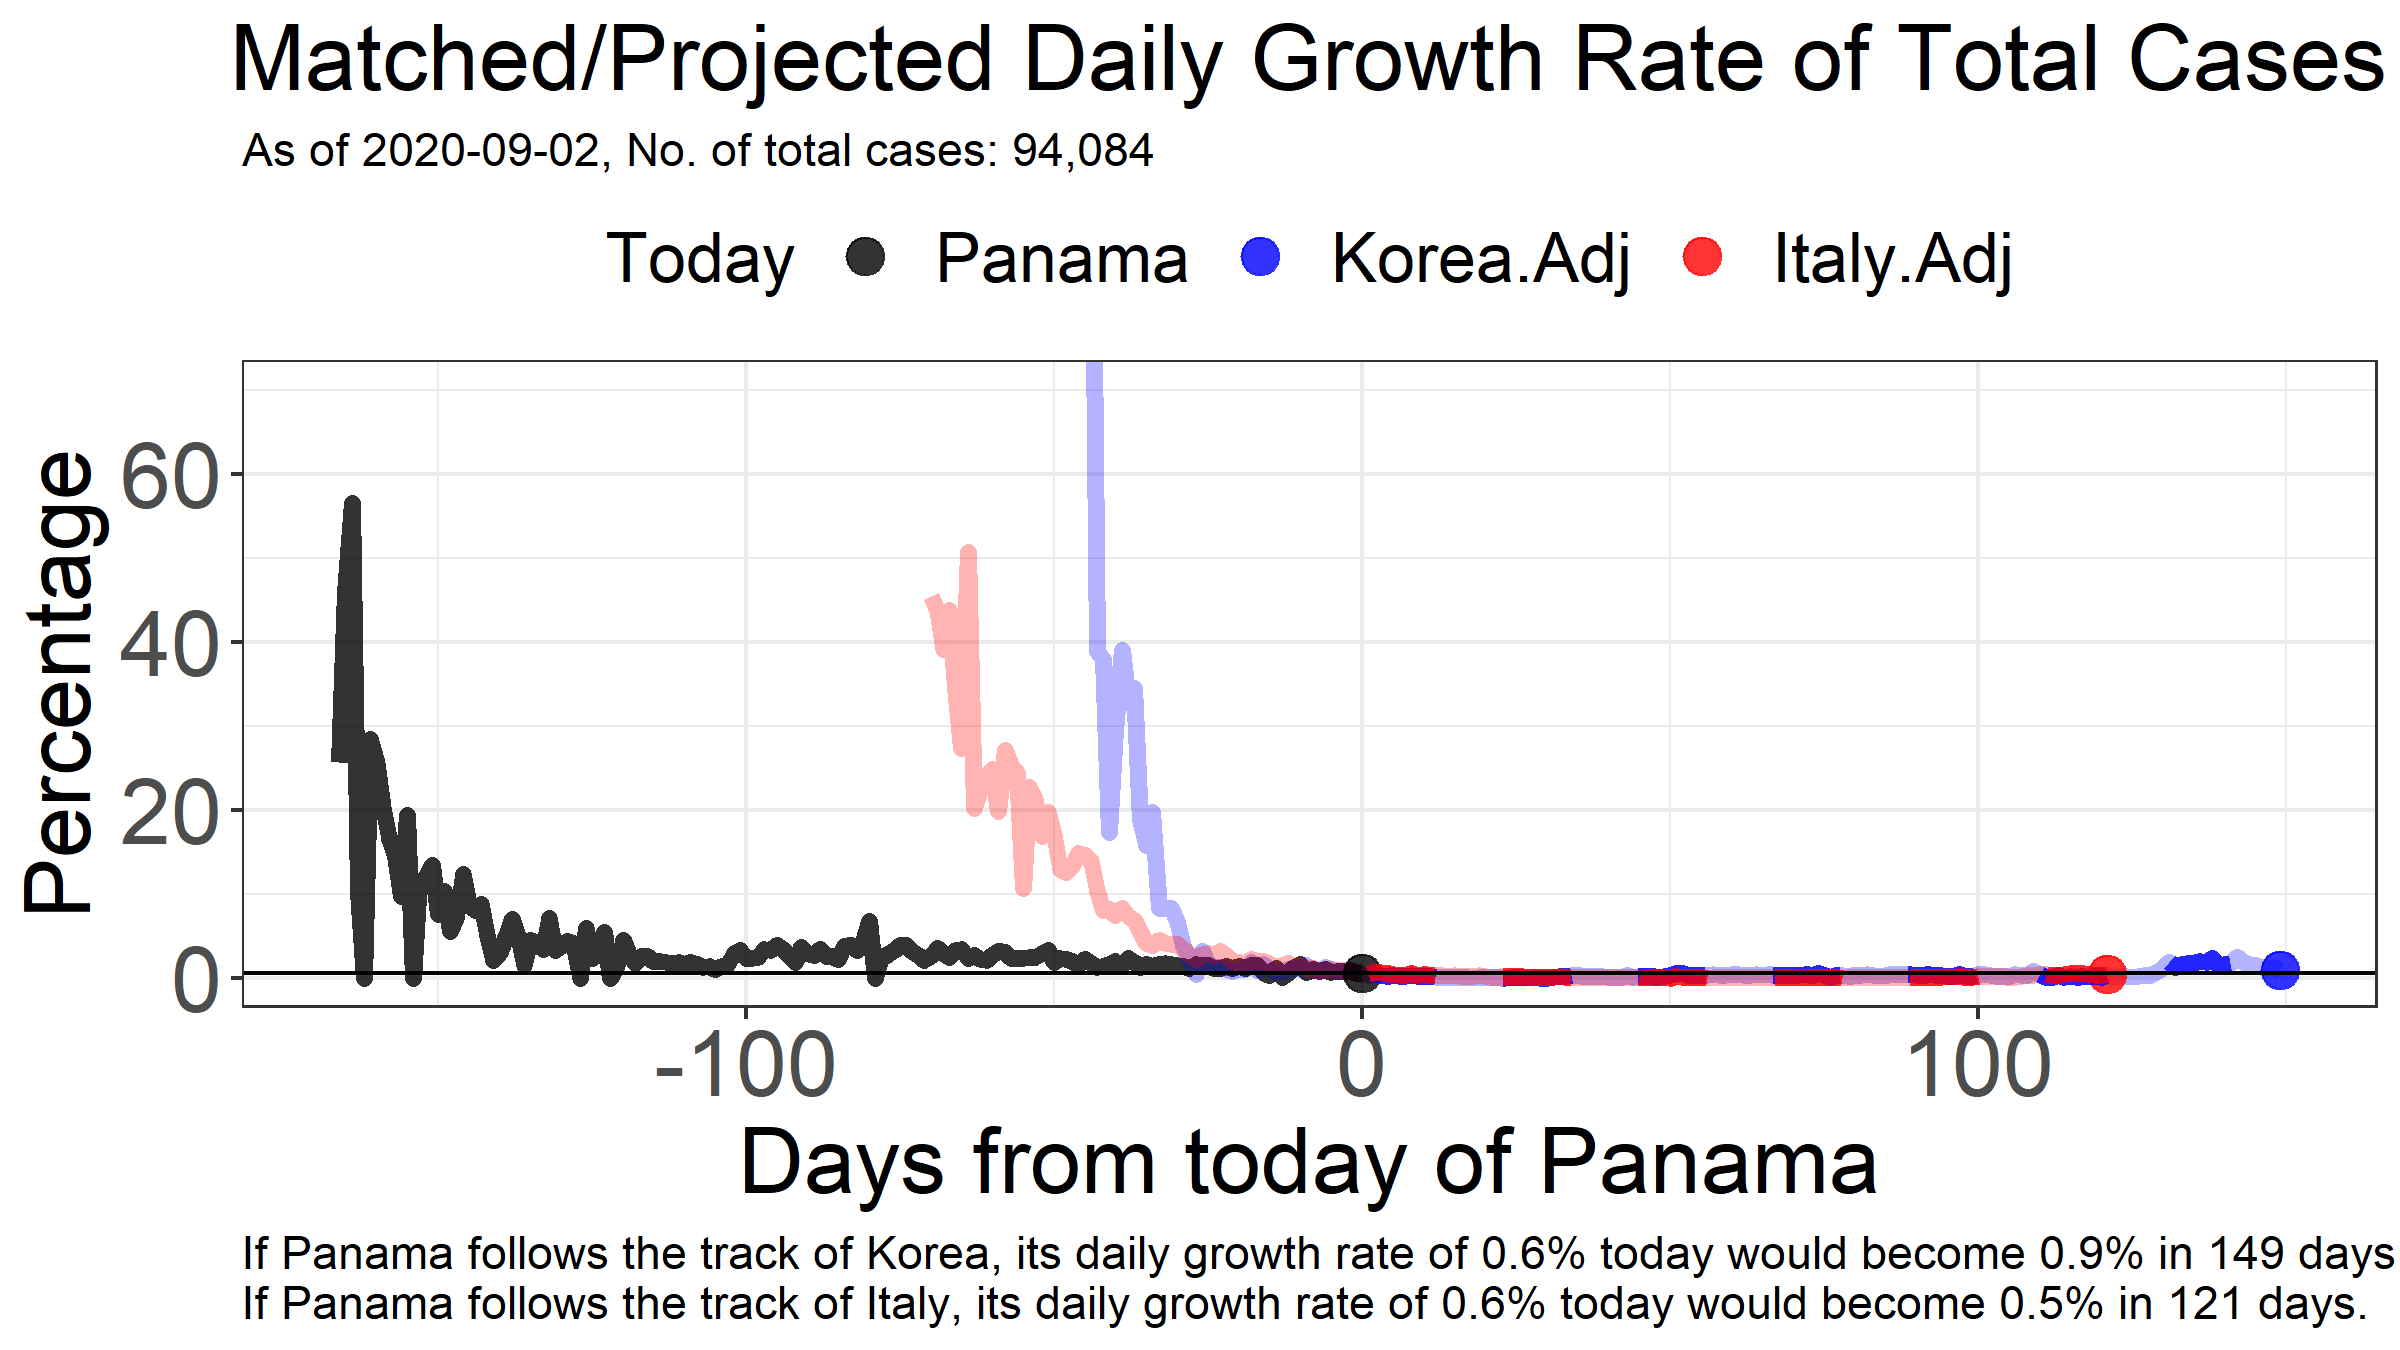 Matched/Projected Daily Growth Rate of Total Cases
As of 2020-09-02, No. of total cases: 94,084
Today Panama Korea.Adj Italy.Adj
Percentage
60
40
20
0
-100 0 100
Days from today of Panama
If Panama follows the track of Korea, its daily growth rate of 0.6% today would become 0.9% in 149 days
If Panama follows the track of Italy, its daily growth rate of 0.6% today would become 0.5% in 121 days.